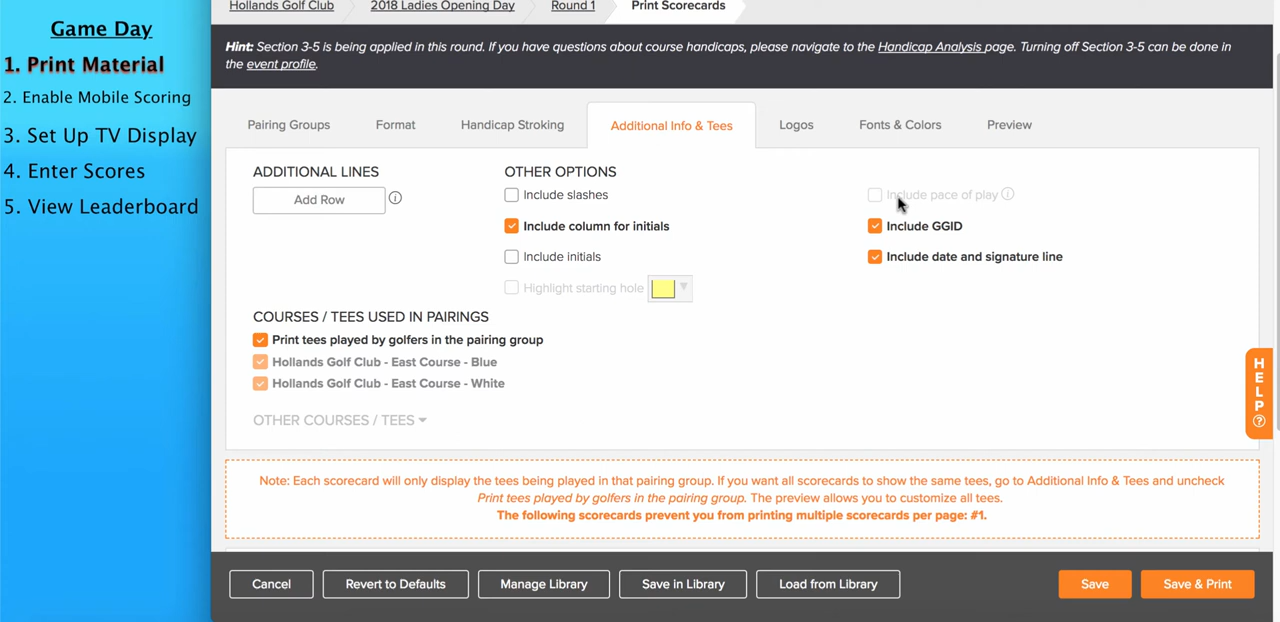 Game Day
1. Print Material
2. Enable Mobile Scoring
3. Set Up TV Display
4. Enter Scores
5. View Leaderboard
Hollands Golf Club
2018 Ladies Opening Day
Round 1
Print Scorecards
Hint: Section 3-5 is being applied in this round. If you have questions about course handicaps, please navigate to the Handicap Analysis page. Turning off Section 3-5 can be done in
the event profile.
Pairing Groups
Format
Handicap Stroking
Additional Info & Tees
Logos
Fonts & Colors
Preview
ADDITIONAL LINES
Add Row
OTHER OPTIONS
Include slashes
Include column for initials
Include initials
Highlight starting hole
Include pace of play
Include GGID
Include date and signature line
COURSES / TEES USED IN PAIRINGS
Print tees played by golfers in the pairing group
Hollands Golf Club - East Course - Blue
Hollands Golf Club - East Course - White
OTHER COURSES / TEES
Note: Each scorecard will only display the tees being played in that pairing group. If you want all scorecards to show the same tees, go to Additional Info & Tees and uncheck
Print tees played by golfers in the pairing group. The preview allows you to customize all tees.
The following scorecards prevent you from printing multiple scorecards per page: #1.
Cancel
Revert to Defaults
Manage Library
Save in Library
Load from Library
Save
Save & Print
HELP